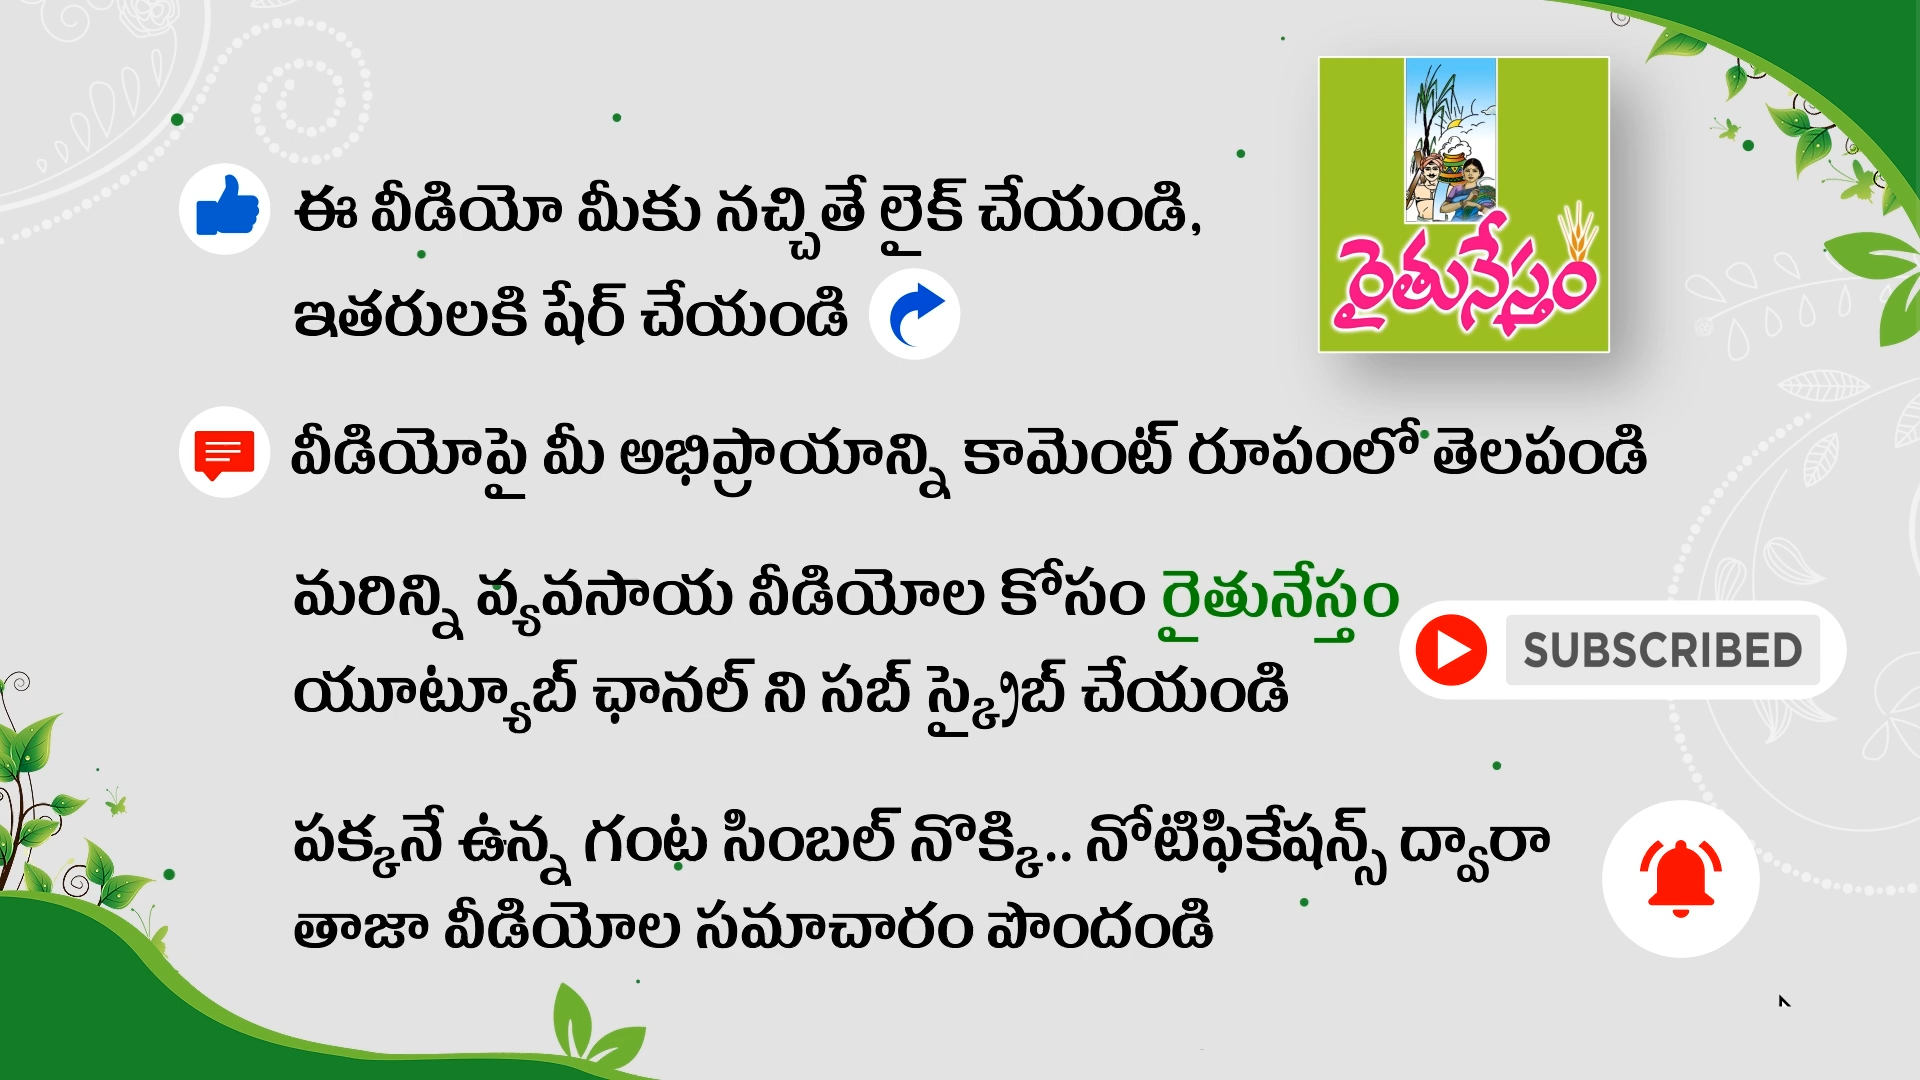 ఈ వీడియో మీకు నచ్చితే లైక్ చేయండి,
ఇతరులకి షేర్ చేయండి
రైతునేస్తం
వీడియోపై మీ అభిప్రాయాన్ని కామెంట్ రూపంలో తెలపండి
మరిన్ని వ్యవసాయ వీడియోల కోసం రైతునేస్తం
యూట్యూబ్ ఛానల్ ని సబ్ స్క్రైబ్ చేయండి
SUBSCRIBED
పక్కనే ఉన్న గంట సింబల్ నొక్కి.. నోటిఫికేషన్స్ ద్వారా
తాజా వీడియోల సమాచారం పొందండి